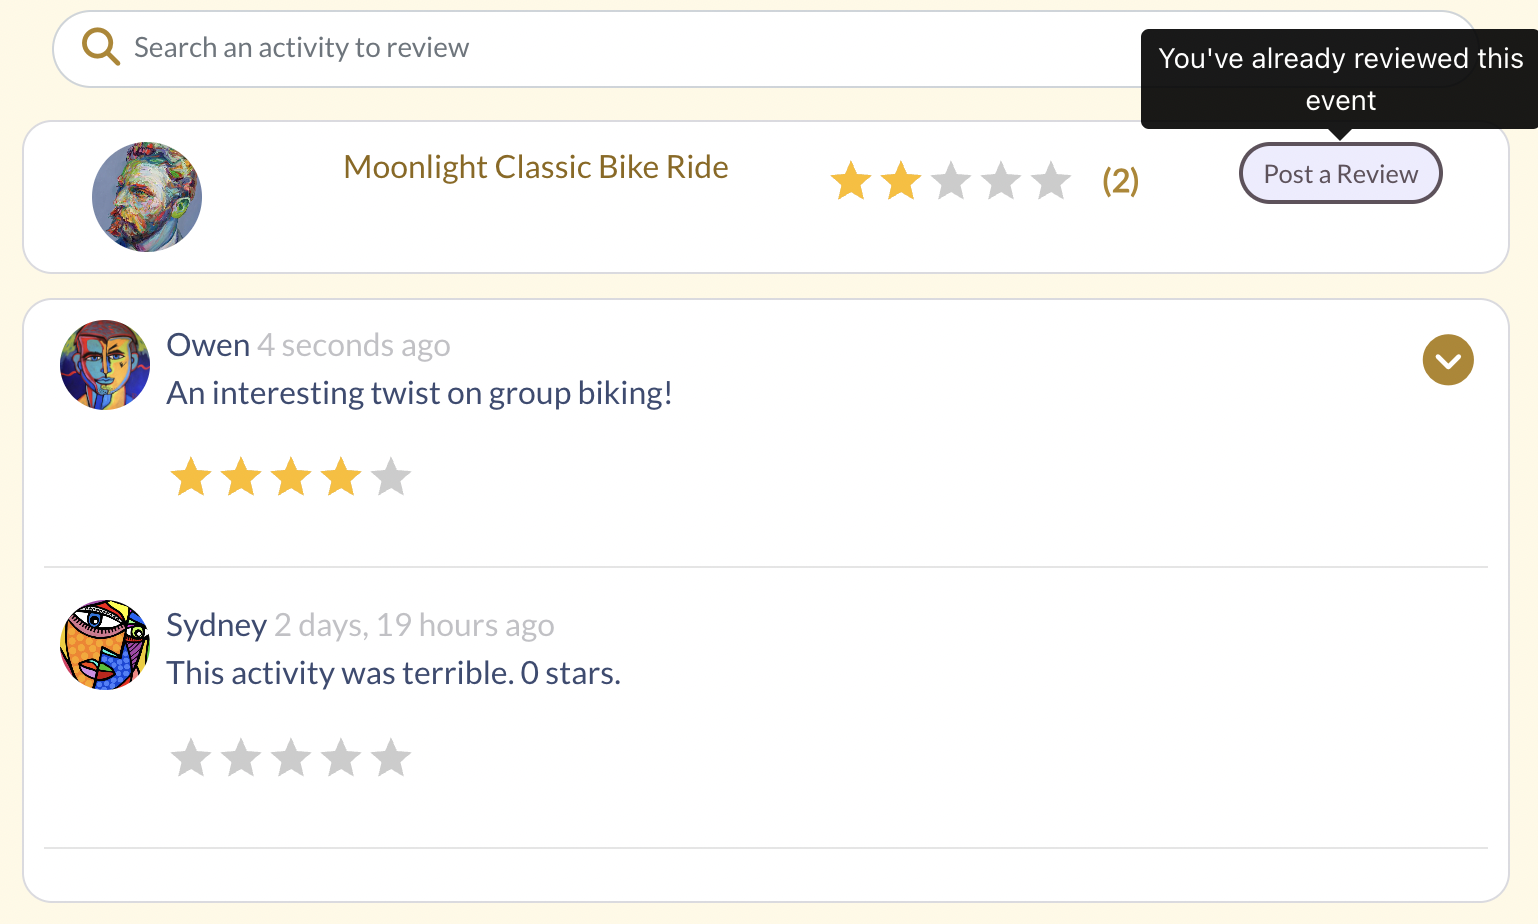 Search an activity to review
You've already reviewed this
event
Moonlight Classic Bike Ride
(2)
Post a Review
Owen 4 seconds ago
An interesting twist on group biking!
Sydney 2 days, 19 hours ago
This activity was terrible. 0 stars.